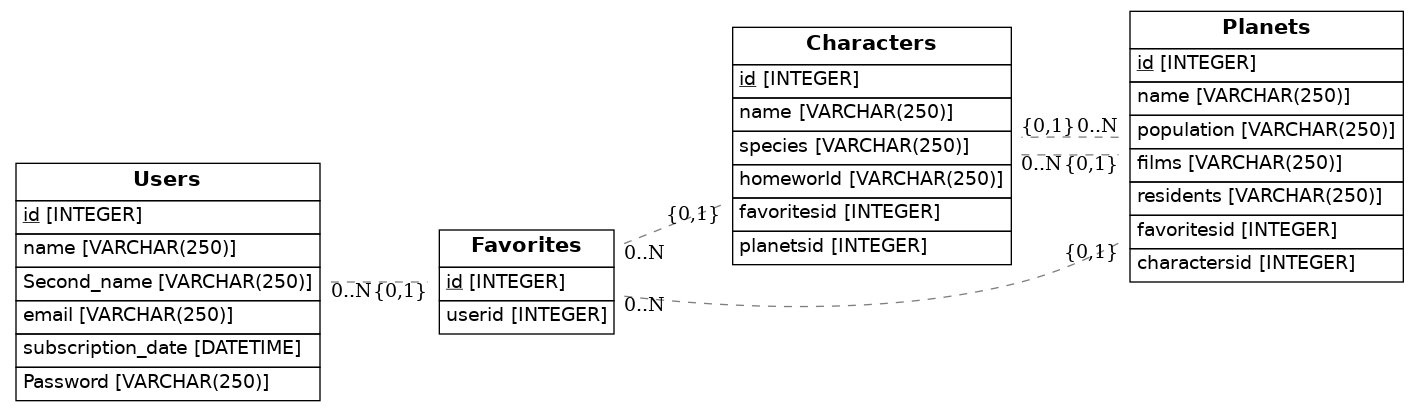 Users
id [INTEGER]
name [VARCHAR(250)]
Second_name [VARCHAR(250)]
email [VARCHAR(250)]
subscription_date [DATETIME]
Password [VARCHAR(250)]
0..N {0,1}
Favorites
id [INTEGER]
userid [INTEGER]
{0,1}
0..N
0..N
{0,1}
Characters
id [INTEGER]
name [VARCHAR(250)]
species [VARCHAR(250)]
homeworld [VARCHAR(250)]
favoritesid [INTEGER]
planetsid [INTEGER]
{0,1} 0..N
0..N {0,1}
Planets
id [INTEGER]
name [VARCHAR(250)]
population [VARCHAR(250)]
films [VARCHAR(250)]
residents [VARCHAR(250)]
favoritesid [INTEGER]
charactersid [INTEGER]